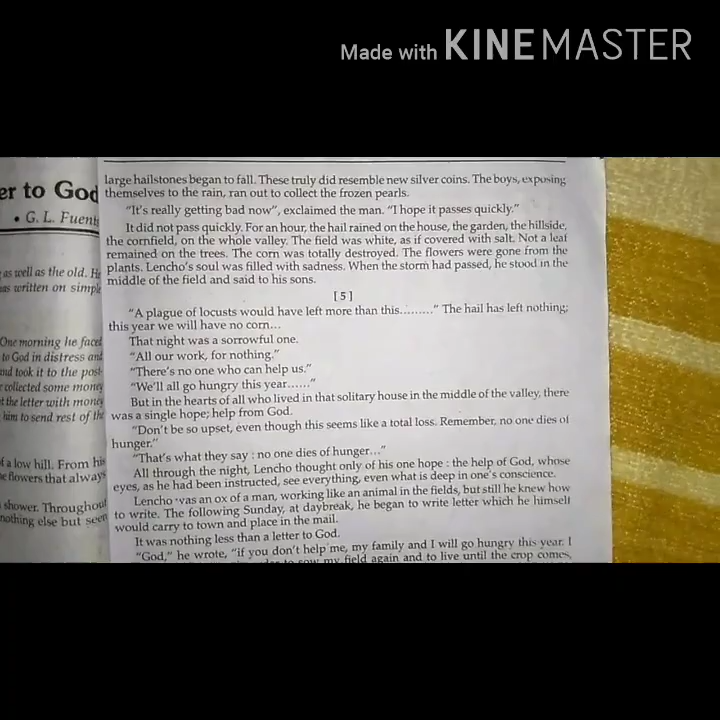 Made with KINEMASTER
er to God
• G. L. Fuent
as well as the old. He
as written on simple
One morning he faced
to God in distress and
and took it to the post-
collected some money
t the letter with money
him to send rest of the
f a low hill. From his
e flowers that always
shower. Throughout
nothing else but seen
large hailstones began to fall. These truly did resemble new silver coins. The boys, exposing
themselves to the rain, ran out to collect the frozen pearls.
"It's really getting bad now", exclaimed the man. "I hope it passes quickly."
It did not pass quickly. For an hour, the hail rained on the house, the garden, the hillside,
the cornfield, on the whole valley. The field was white, as if covered with salt. Not a leaf
remained on the trees. The corn was totally destroyed. The flowers were gone from the
plants. Lencho's soul was filled with sadness. When the storm had passed, he stood in the
middle of the field and said to his sons.
[5]
"A plague of locusts would have left more than this........." The hail has left nothing;
this year we will have no corn...
That night was a sorrowful one.
"All our work, for nothing."
"There's no one who can help us."
"We'll all go hungry this year......"
But in the hearts of all who lived in that solitary house in the middle of the valley, there
was a single hope; help from God.
"Don't be so upset, even though this seems like a total loss. Remember, no one dies of
hunger."
"That's what they say : no one dies of hunger..."
All through the night, Lencho thought only of his one hope : the help of God, whose
eyes, as he had been instructed, see everything, even what is deep in one's conscience.
Lencho was an ox of a man, working like an animal in the fields, but still he knew how
to write. The following Sunday, at daybreak, he began to write letter which he himself
would carry to town and place in the mail.
It was nothing less than a letter to God.
"God," he wrote, "if you don't help me, my family and I will go hungry this year. I
to sow my field again and to live until the crop comes,